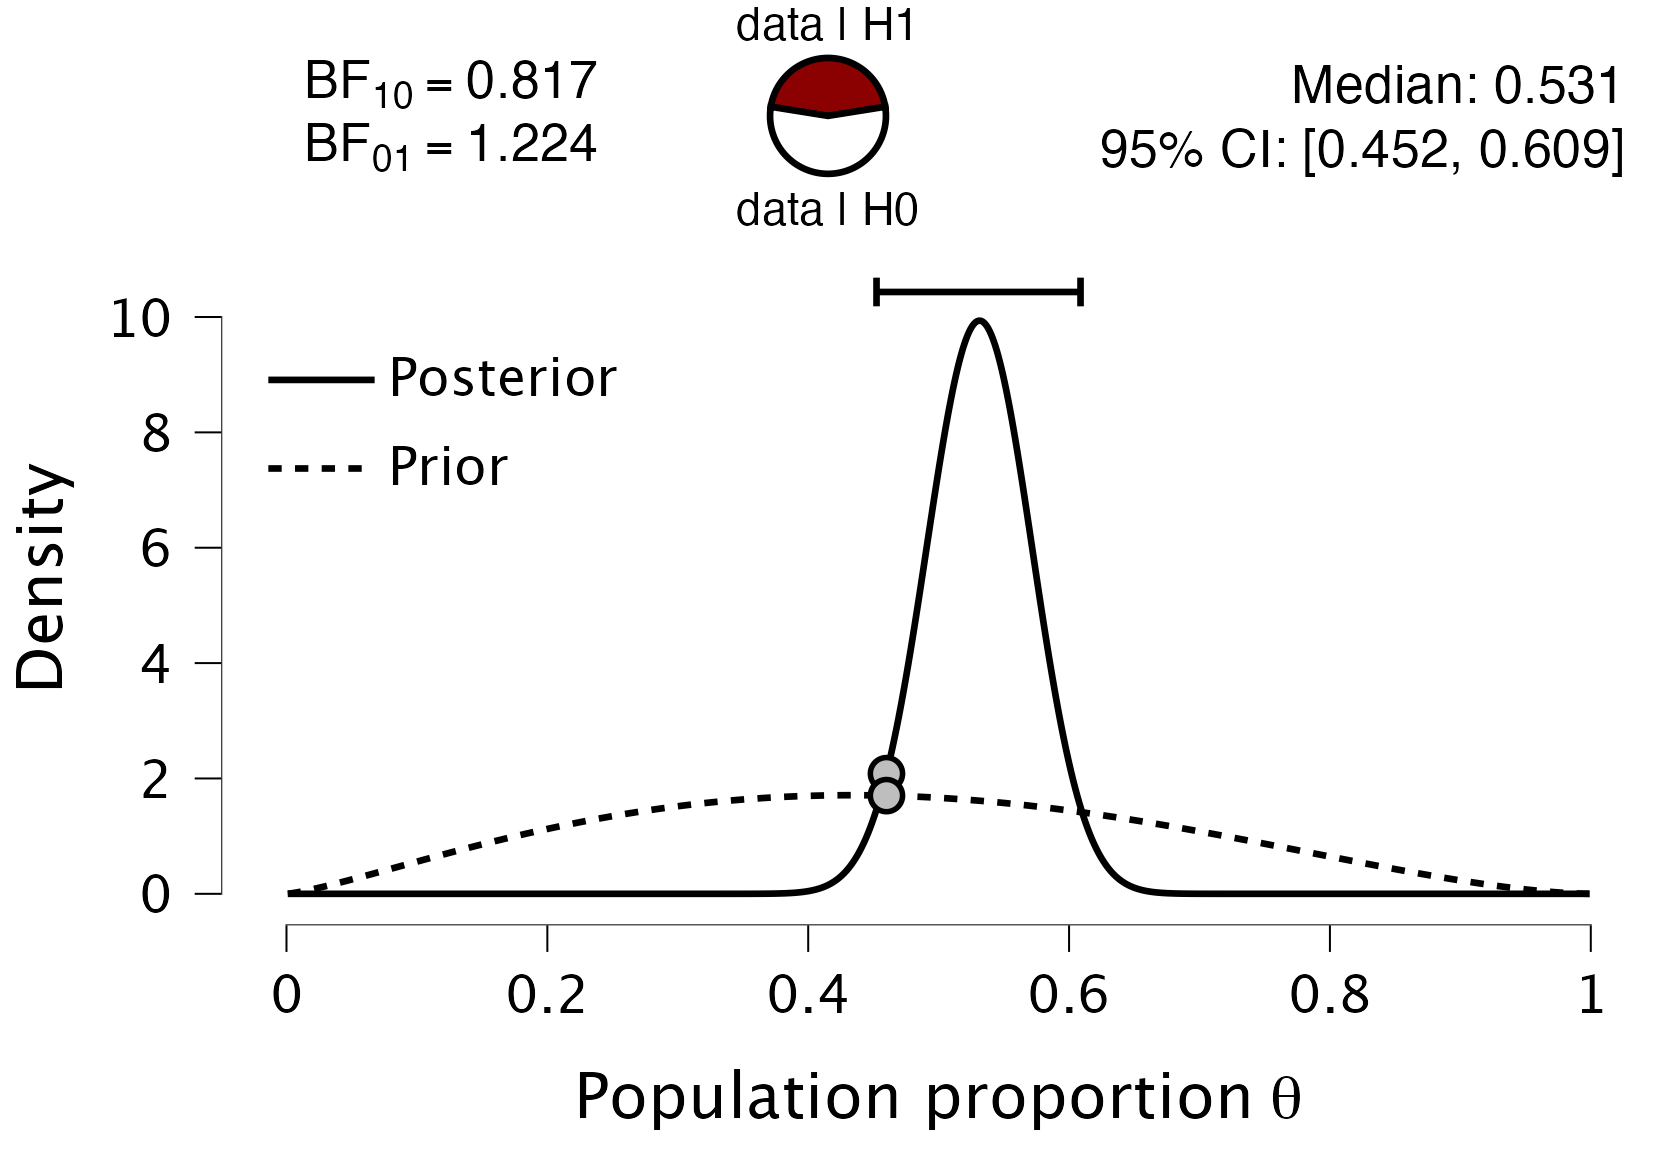 data | H1
BF10 = 0.817
BF01 = 1.224
Median: 0.531
95% CI: [0.452, 0.609]
data | H0
10
8
6
4
2
0
Density
Posterior
Prior
0 0.2 0.4 0.6 0.8 1
Population proportion θ